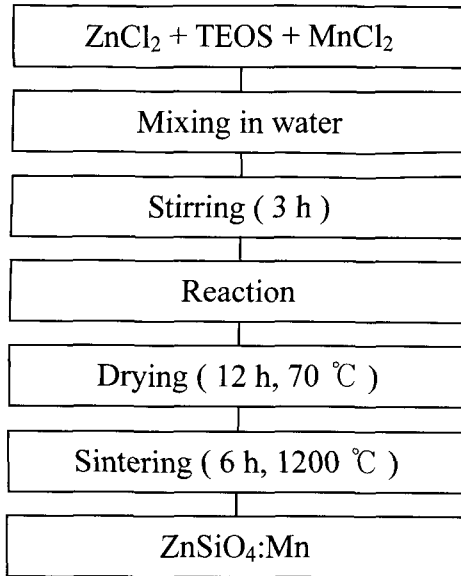 ZnCl₂ + TEOS + MnCl₂
Mixing in water
Stirring ( 3 h )
Reaction
Drying ( 12 h, 70 ℃ )
Sintering ( 6 h, 1200 ℃ )
ZnSiO₄:Mn